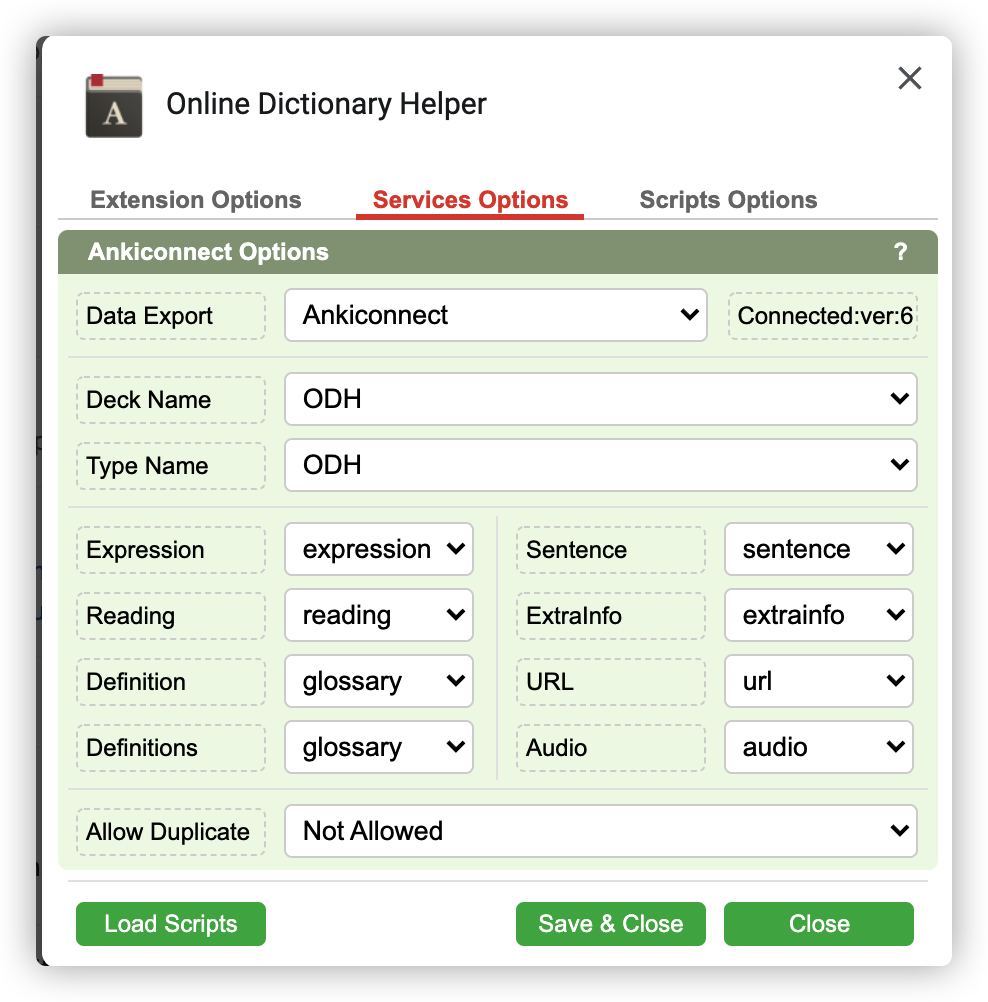 A
Online Dictionary Helper
Extension Options Services Options Scripts Options
Ankiconnect Options ?
Data Export Ankiconnect Connected:ver:6
Deck Name ODH
Type Name ODH
Expression expression Sentence sentence
Reading reading ExtraInfo extrainfo
Definition glossary URL url
Definitions glossary Audio audio
Allow Duplicate Not Allowed
Load Scripts Save & Close Close